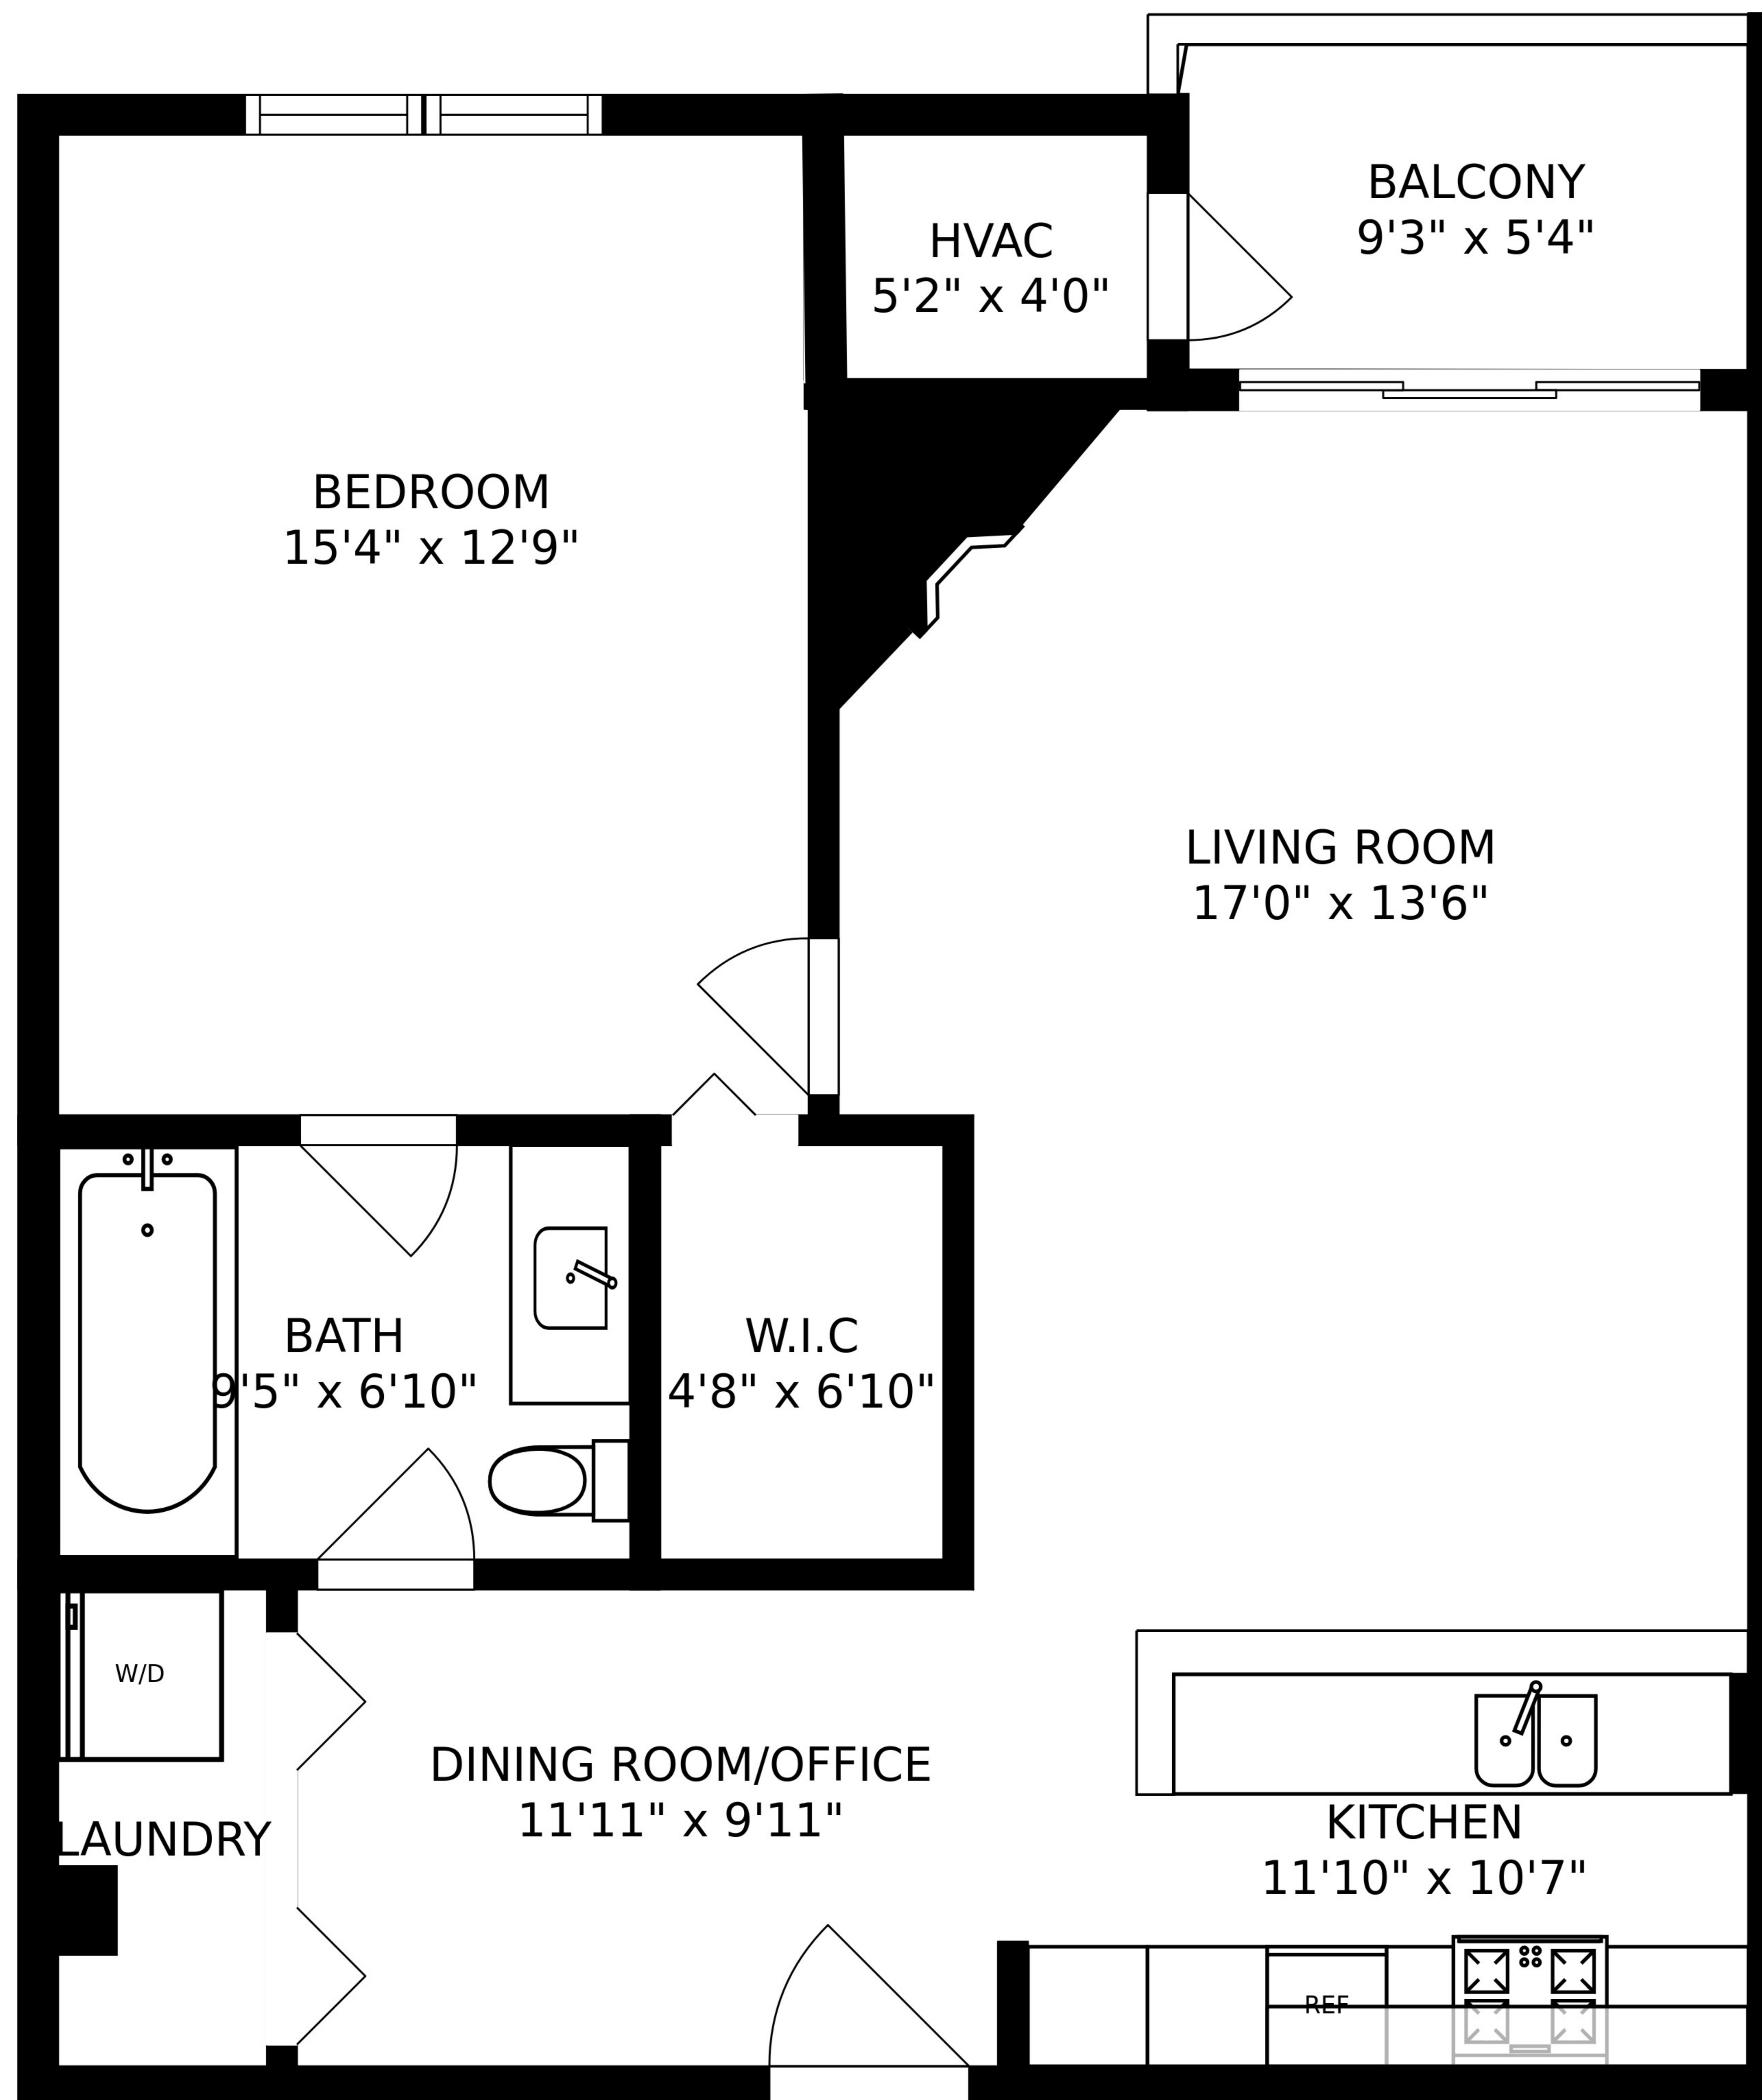 BALCONY
9'3" x 5'4"
HVAC
5'2" x 4'0"
BEDROOM
15'4" x 12'9"
LIVING ROOM
17'0" x 13'6"
BATH
9'5" x 6'10"
W.I.C
4'8" x 6'10"
W/D
DINING ROOM/OFFICE
11'11" x 9'11"
LAUNDRY
KITCHEN
11'10" x 10'7"
REF